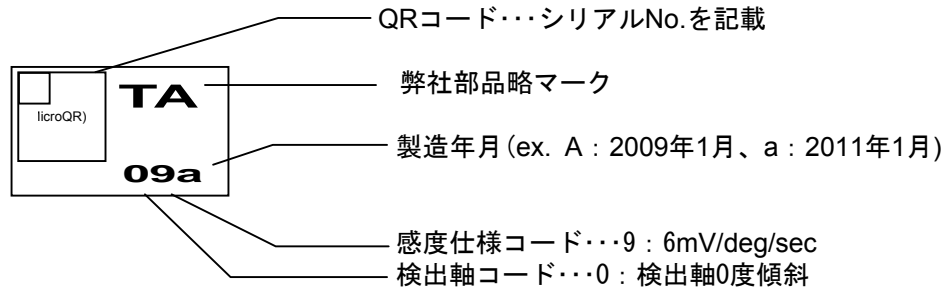 QRコード･･･シリアルNo.を記載
弊社部品略マーク
TA
licroQR)
製造年月(ex. A：2009年1月、a：2011年1月)
09a
感度仕様コード･･･9：6mV/deg/sec
検出軸コード･･･0：検出軸0度傾斜